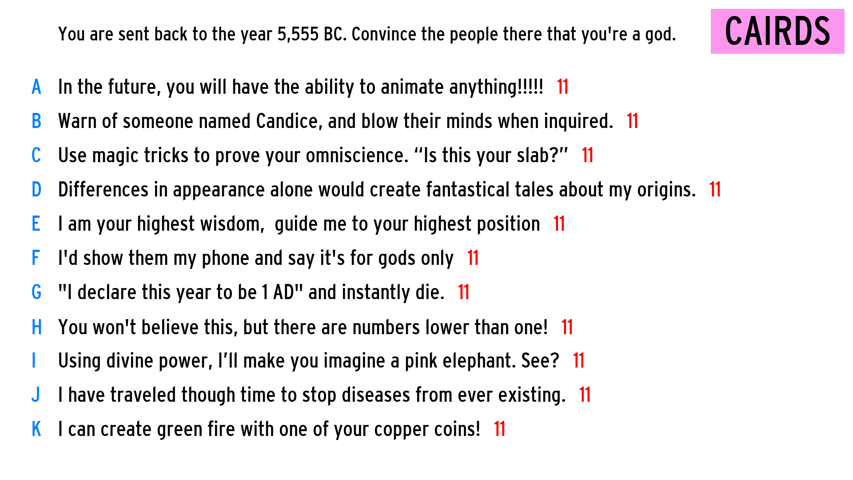 You are sent back to the year 5,555 BC. Convince the people there that you're a god.
CAIRDS
A In the future, you will have the ability to animate anything!!!!! 11
B Warn of someone named Candice, and blow their minds when inquired. 11
C Use magic tricks to prove your omniscience. “Is this your slab?” 11
D Differences in appearance alone would create fantastical tales about my origins. 11
E I am your highest wisdom, guide me to your highest position 11
F I'd show them my phone and say it's for gods only 11
G "I declare this year to be 1 AD" and instantly die. 11
H You won't believe this, but there are numbers lower than one! 11
I Using divine power, I’ll make you imagine a pink elephant. See? 11
J I have traveled though time to stop diseases from ever existing. 11
K I can create green fire with one of your copper coins! 11